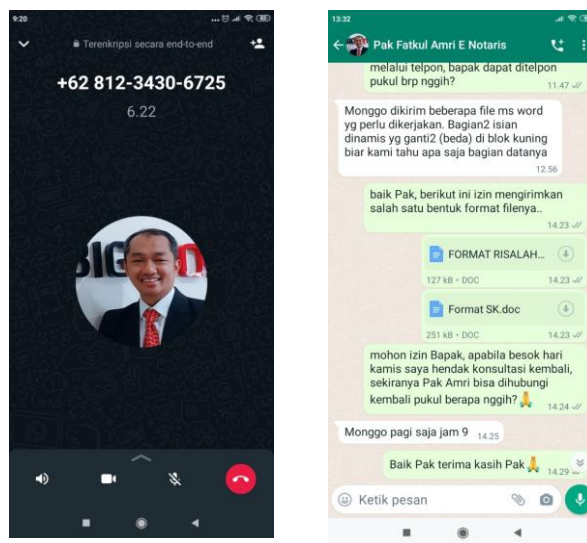 9:20
Terenkripsi secara end-to-end
+62 812-3430-6725
6.22
13:32
Pak Fatkul Amri E Notaris
melalui telpon, bapak dapat ditelpon
pukul brp nggih?
11.47
Monggo dikirim beberapa file ms word
yg perlu dikerjakan. Bagian2 isian
dinamis yg ganti2 (beda) di blok kuning
biar kami tahu apa saja bagian datanya
12.56
baik Pak, berikut ini izin mengirimkan
salah satu bentuk format filenya..
14.23
FORMAT RISALAH...
127 kB • DOC
14.23
Format SK.doc
251 kB • DOC
14.23
mohon izin Bapak, apabila besok hari
kamis saya hendak konsultasi kembali,
sekiranya Pak Amri bisa dihubungi
kembali pukul berapa nggih?🙏
14.24
Monggo pagi saja jam 9
14.25
Baik Pak terima kasih Pak🙏
14.29
Ketik pesan